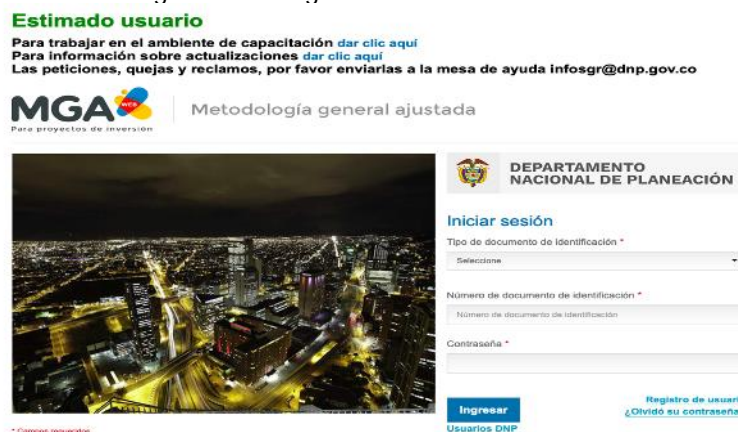 Estimado usuario
Para trabajar en el ambiente de capacitación dar clic aquí
Para información sobre actualizaciones dar clic aquí
Las peticiones, quejas y reclamos, por favor enviarlas a la mesa de ayuda infosgr@dnp.gov.co
MGA WEB
Para proyectos de inversión
Metodología general ajustada
DEPARTAMENTO
NACIONAL DE PLANEACIÓN
Iniciar sesión
Tipo de documento de identificación *
Seleccione
Número de documento de identificación *
Número de documento de identificación
Contraseña *
Ingresar
Registro de usuari
¿Olvidó su contraseña
Usuarios DNP
* Campos requeridos